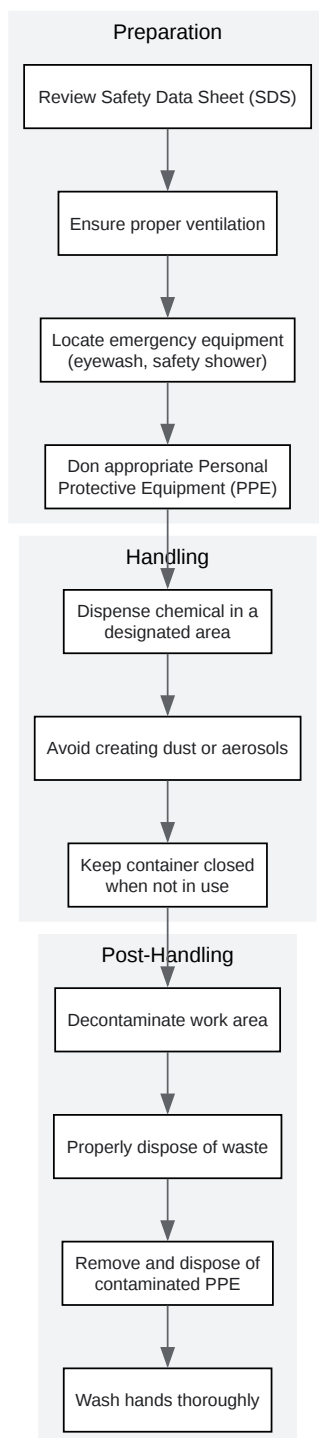 Preparation
Review Safety Data Sheet (SDS)
Ensure proper ventilation
Locate emergency equipment
(eyewash, safety shower)
Don appropriate Personal
Protective Equipment (PPE)
Handling
Dispense chemical in a
designated area
Avoid creating dust or aerosols
Keep container closed
when not in use
Post-Handling
Decontaminate work area
Properly dispose of waste
Remove and dispose of
contaminated PPE
Wash hands thoroughly